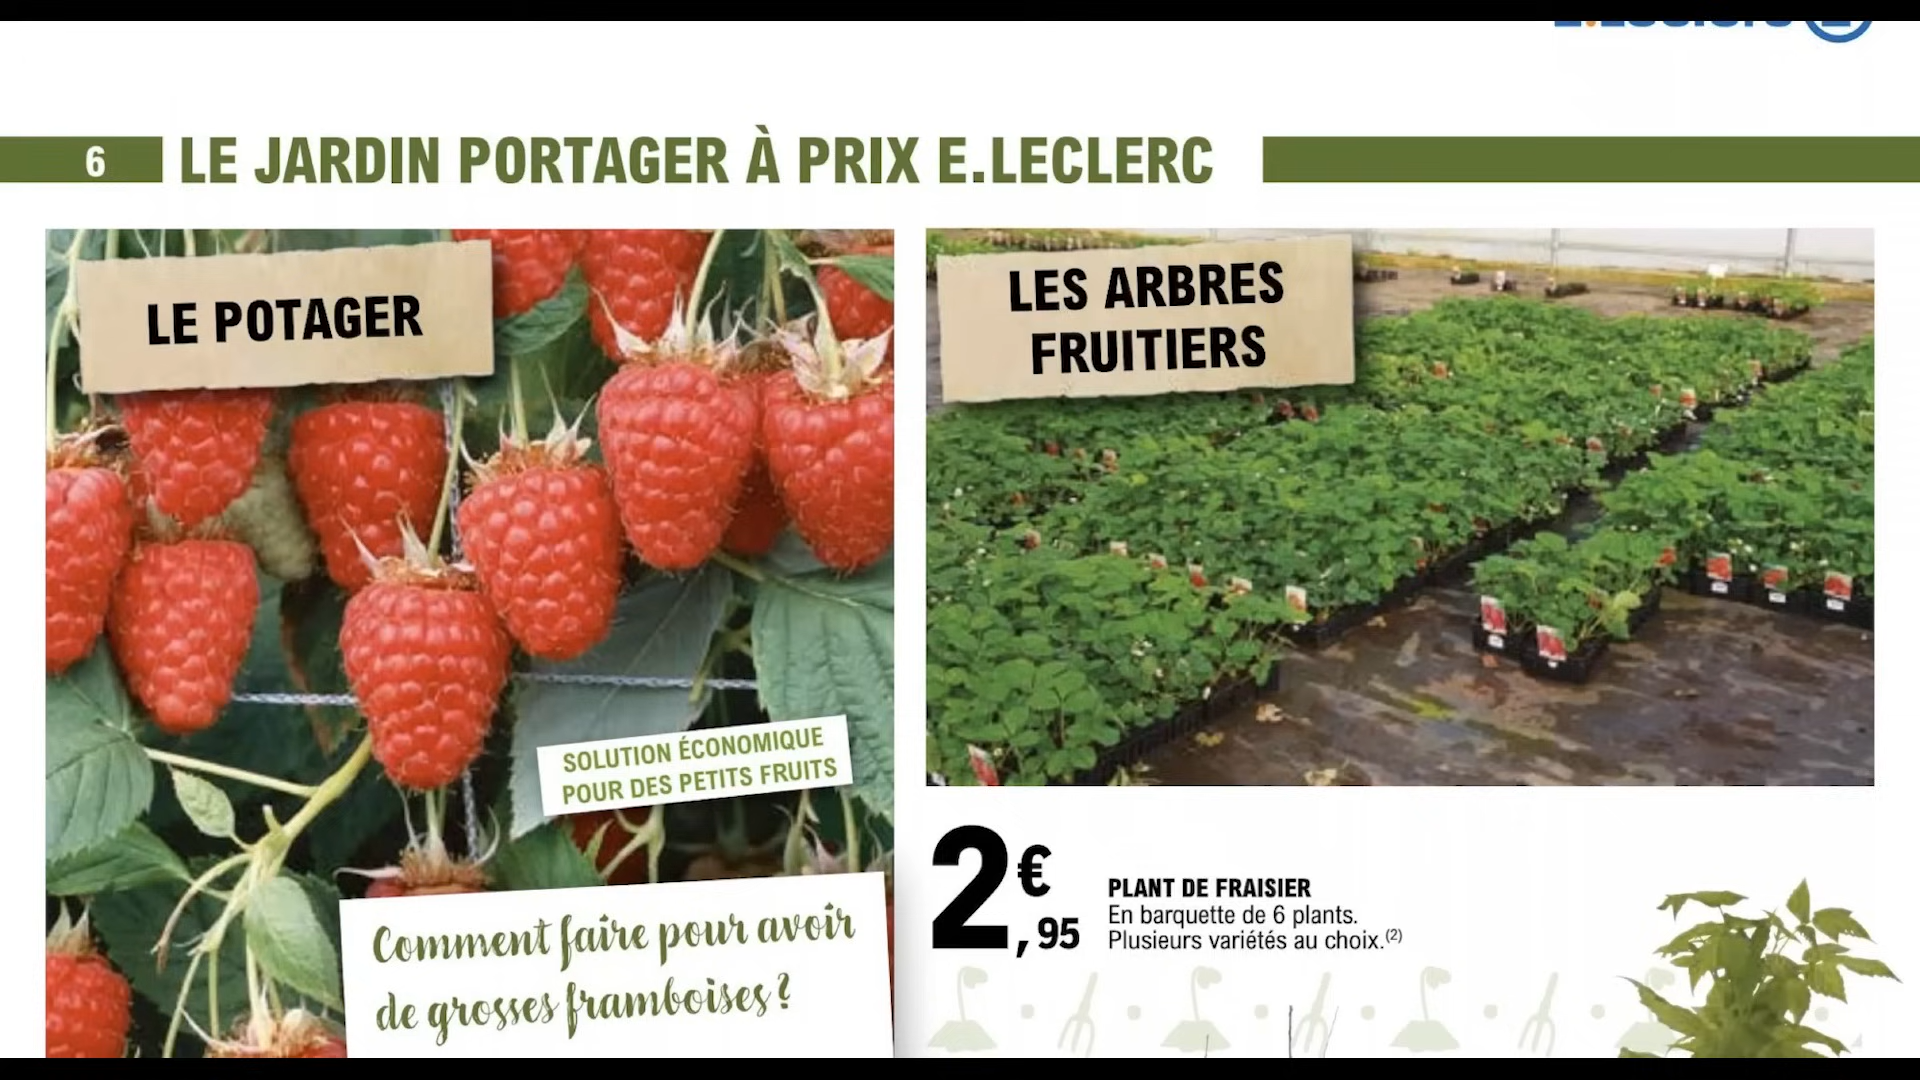 6
LE JARDIN PORTAGER À PRIX E.LECLERC
LE POTAGER
SOLUTION ÉCONOMIQUE
POUR DES PETITS FRUITS
Comment faire pour avoir
de grosses framboises ?
LES ARBRES
FRUITIERS
2€,95
PLANT DE FRAISIER
En barquette de 6 plants.
Plusieurs variétés au choix.(2)